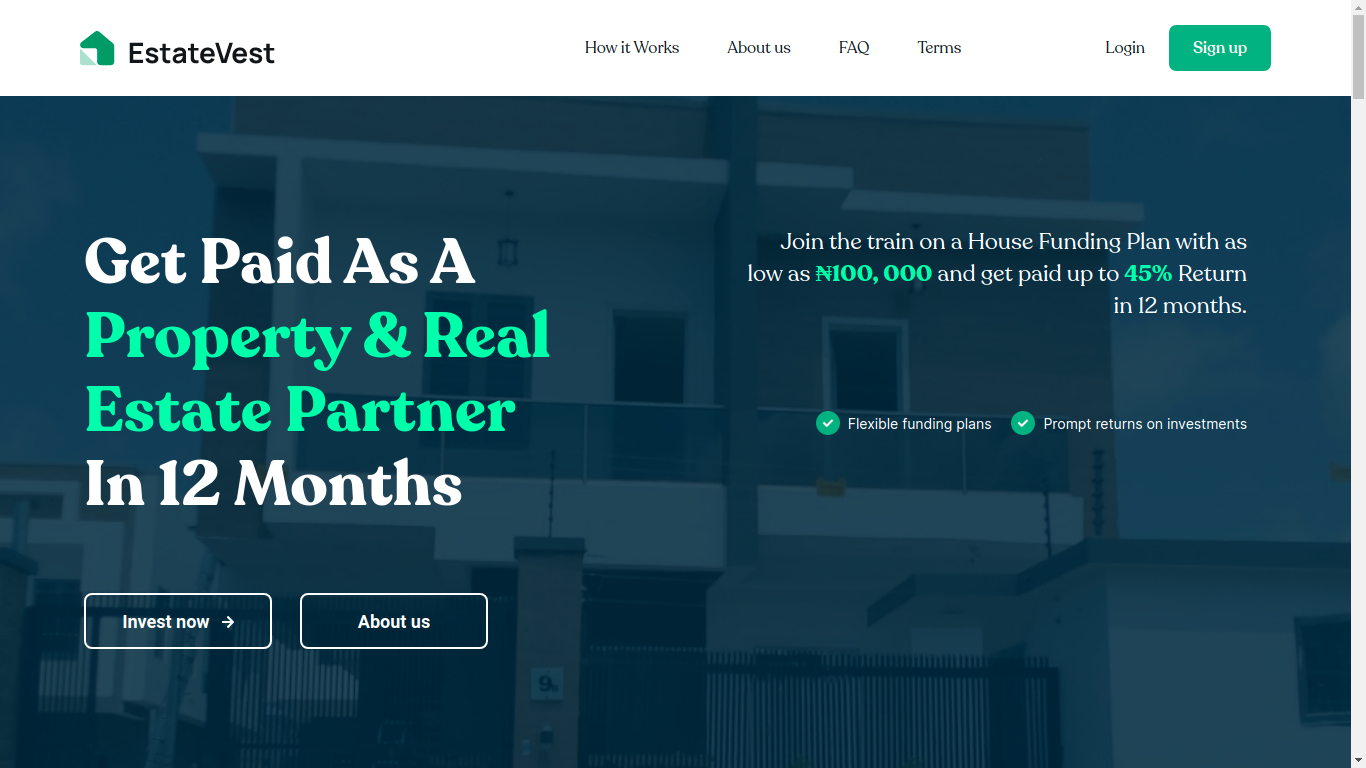 EstateVest
How it Works
About us
FAQ
Terms
Login
Sign up
Get Paid As A
Property & Real
Estate Partner
In 12 Months
Join the train on a House Funding Plan with as
low as ₦100, 000 and get paid up to 45% Return
in 12 months.
Flexible funding plans
Prompt returns on investments
Invest now
About us